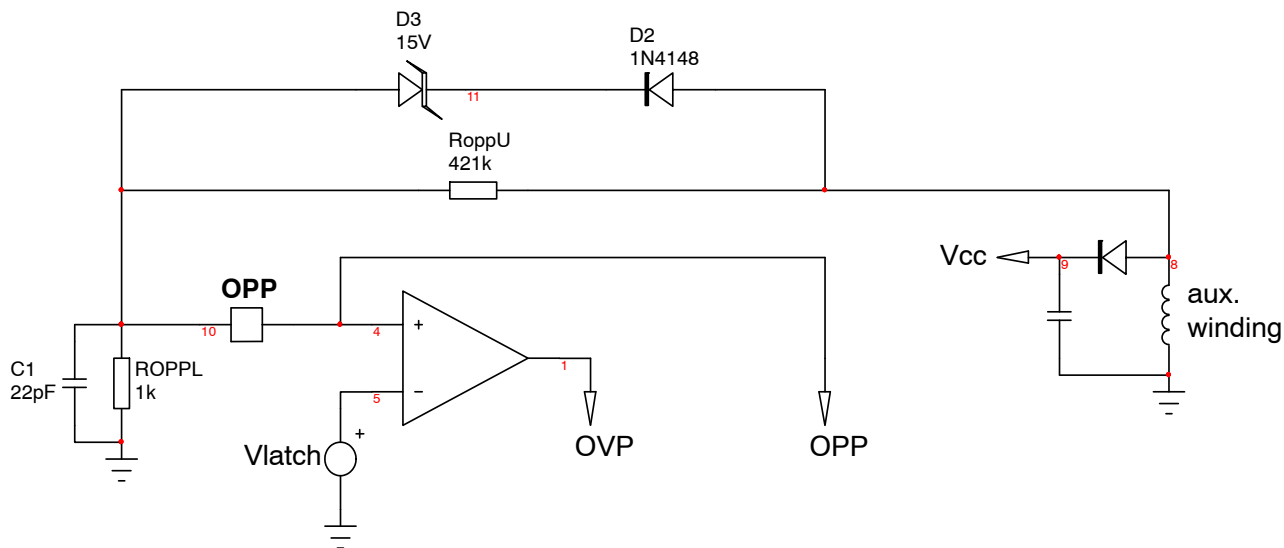 D3
15V
D2
1N4148
11
RoppU
421k
Vcc
9
8
aux.
winding
OPP
10
4
+
C1
22pF
ROPPL
1k
1
5
−
Vlatch
+
OVP
OPP